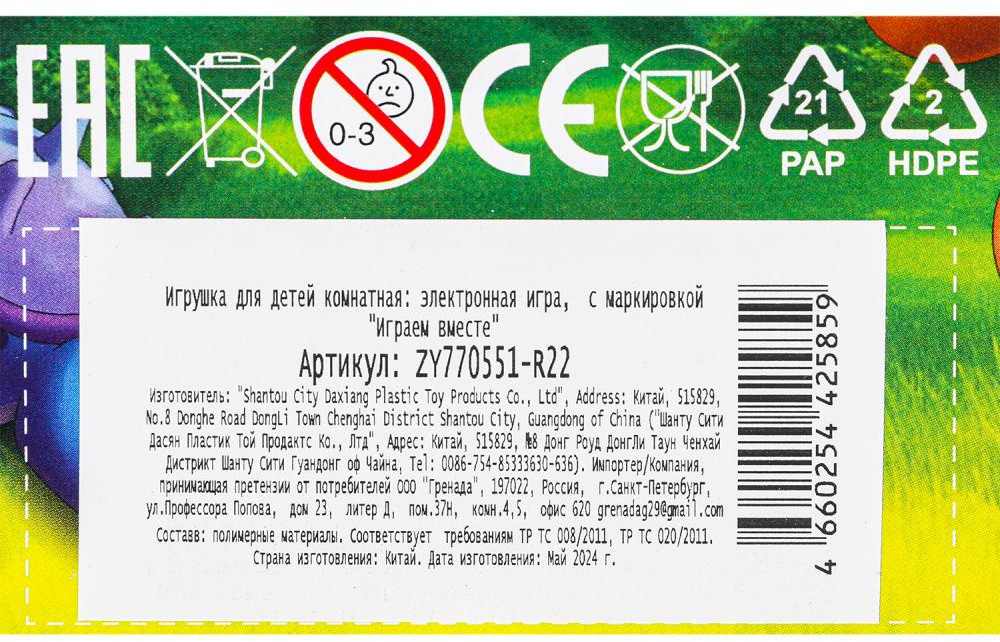 EAC
0-3
CE
21
PAP
2
HDPE
Игрушка для детей комнатная: электронная игра, с маркировкой
"Играем вместе"
Артикул: ZY770551-R22
Изготовитель: "Shantou City Daxiang Plastic Toy Products Co., Ltd", Address: Китай, 515829,
No.8 Donghe Road DongLi Town Chenghai District Shantou City, Guangdong of China ("Шанту Сити
Дасян Пластик Той Продактс Ко., Лтд", Адрес: Китай, 515829, №8 Донг Роуд ДонгЛи Таун Ченхай
Дистрикт Шанту Сити Гуандонг оф Чайна, Tel: 0086-754-85333630-636). Импортер/Компания,
принимающая претензии от потребителей ООО "Гренада", 197022, Россия, г.Санкт-Петербург,
ул.Профессора Попова, дом 23, литер Д, пом.37Н, комн.4,5, офис 620 grenadag29@gmail.com
Составв: полимерные материалы. Соответствует требованиям ТР ТС 008/2011, ТР ТС 020/2011.
Страна изготовления: Китай. Дата изготовления: Май 2024 г.
4 660254 425859